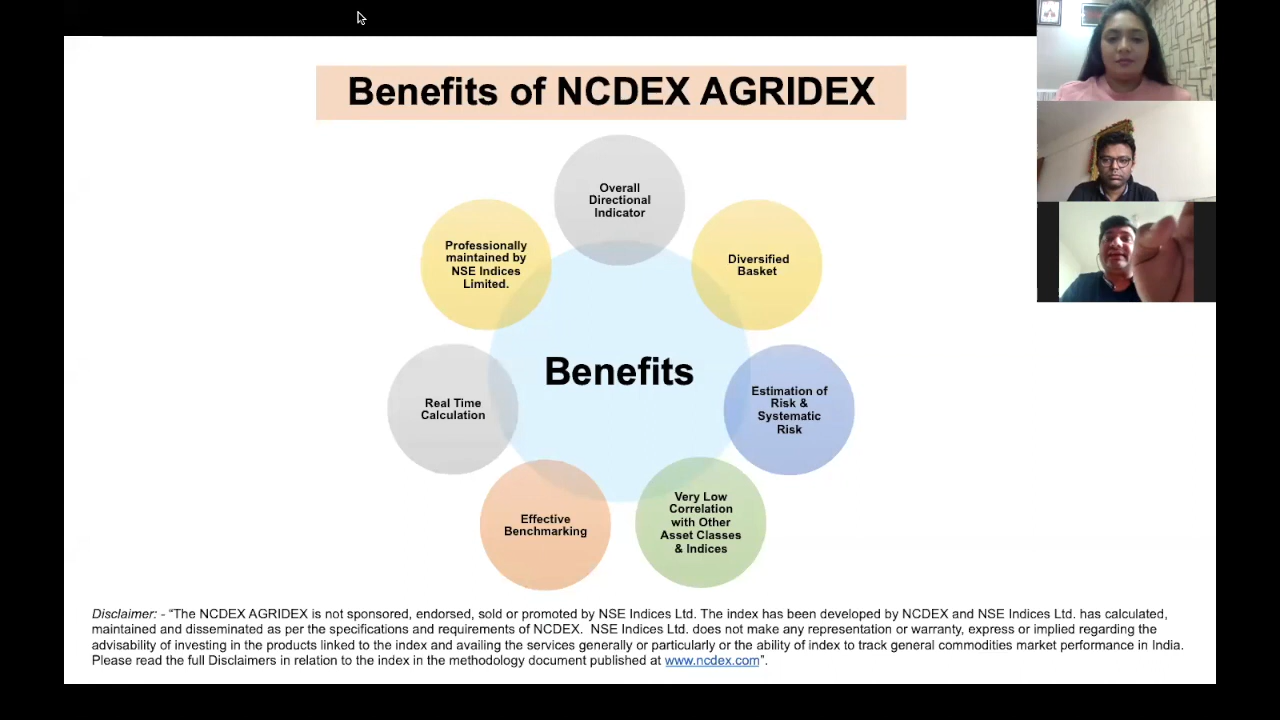 Benefits of NCDEX AGRIDEX
Overall
Directional
Indicator
Professionally
maintained by
NSE Indices
Limited.
Diversified
Basket
Benefits
Real Time
Calculation
Estimation of
Risk &
Systematic
Risk
Effective
Benchmarking
Very Low
Correlation
with Other
Asset Classes
& Indices
Disclaimer: - “The NCDEX AGRIDEX is not sponsored, endorsed, sold or promoted by NSE Indices Ltd. The index has been developed by NCDEX and NSE Indices Ltd. has calculated,
maintained and disseminated as per the specifications and requirements of NCDEX.  NSE Indices Ltd. does not make any representation or warranty, express or implied regarding the
advisability of investing in the products linked to the index and availing the services generally or particularly or the ability of index to track general commodities market performance in India.
Please read the full Disclaimers in relation to the index in the methodology document published at www.ncdex.com”.